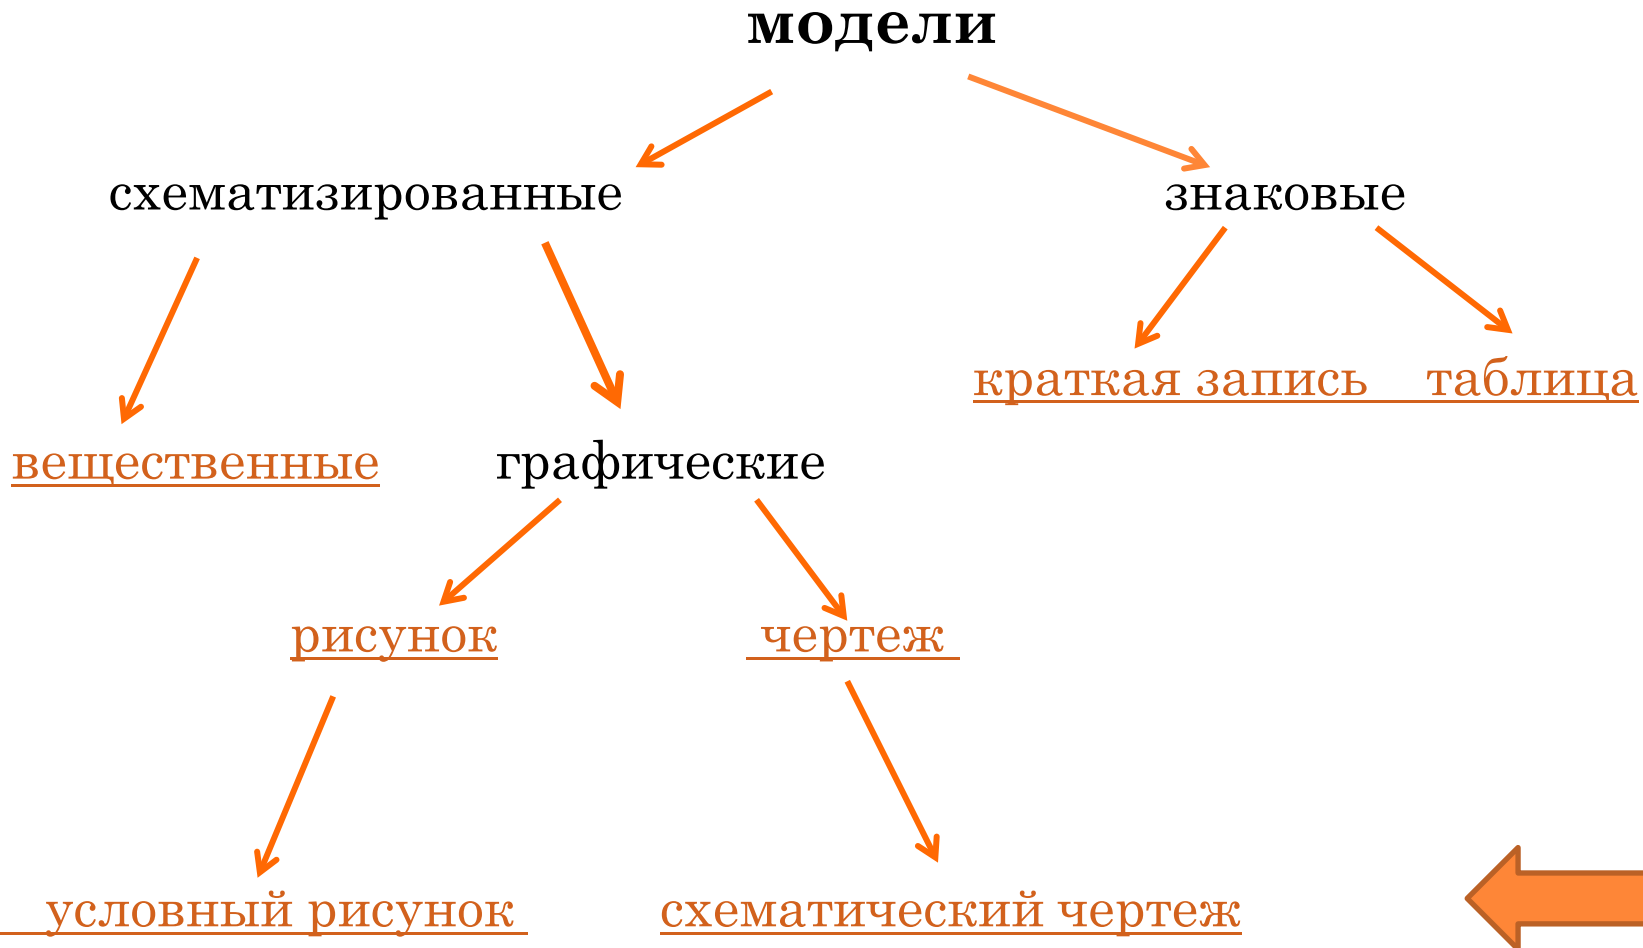 модели
схематизированные знаковые
краткая запись таблица
вещественные графические
рисунок чертеж
условный рисунок схематический чертеж